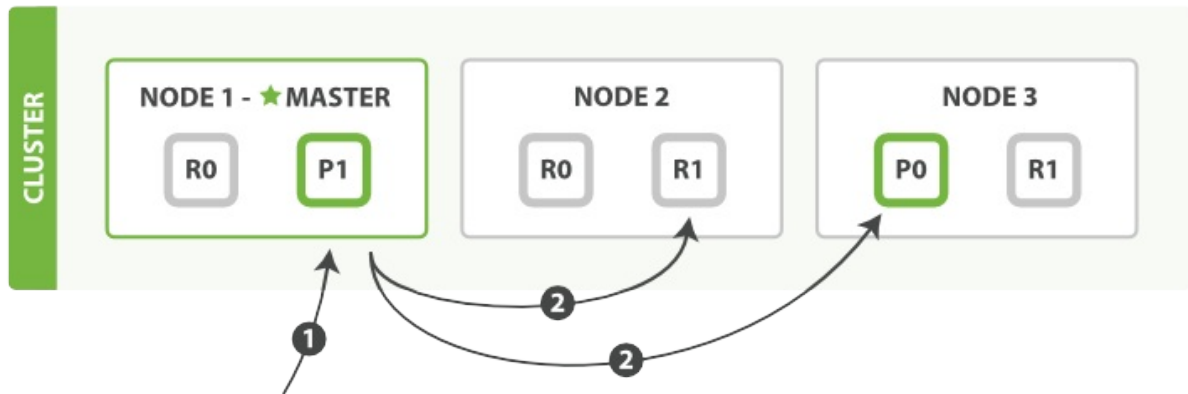 CLUSTER
NODE 1 - ★ MASTER
R0
P1
NODE 2
R0
R1
NODE 3
P0
R1
1
2
2